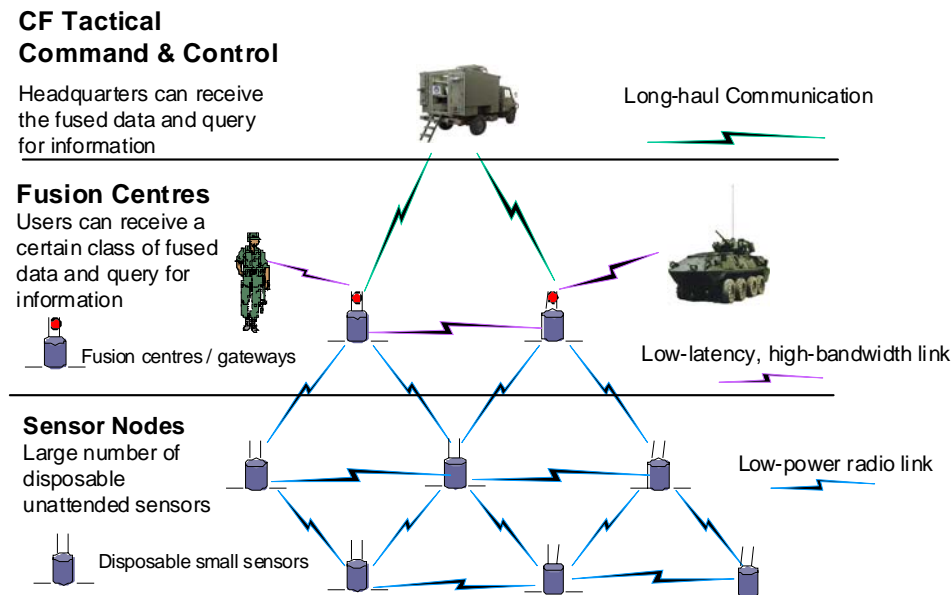 CF Tactical
Command & Control
Headquarters can receive
the fused data and query
for information
Long-haul Communication
Fusion Centres
Users can receive a
certain class of fused
data and query for
information
Fusion centres / gateways
Low-latency, high-bandwidth link
Sensor Nodes
Large number of
disposable
unattended sensors
Low-power radio link
Disposable small sensors